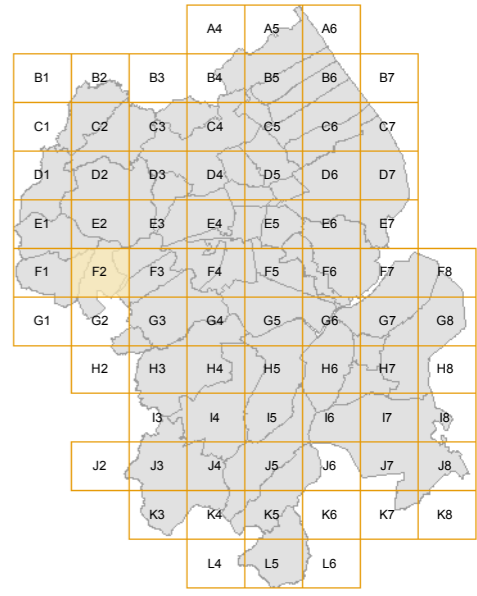 A4 A5 A6
B1 B2 B3 B4 B5 B6 B7
C1 C2 C3 C4 C5 C6 C7
D1 D2 D3 D4 D5 D6 D7
E1 E2 E3 E4 E5 E6 E7
F1 F2 F3 F4 F5 F6 F7 F8
G1 G2 G3 G4 G5 G6 G7 G8
H2 H3 H4 H5 H6 H7 H8
I3 I4 I5 I6 I7 I8
J2 J3 J4 J5 J6 J7 J8
K3 K4 K5 K6 K7 K8
L4 L5 L6